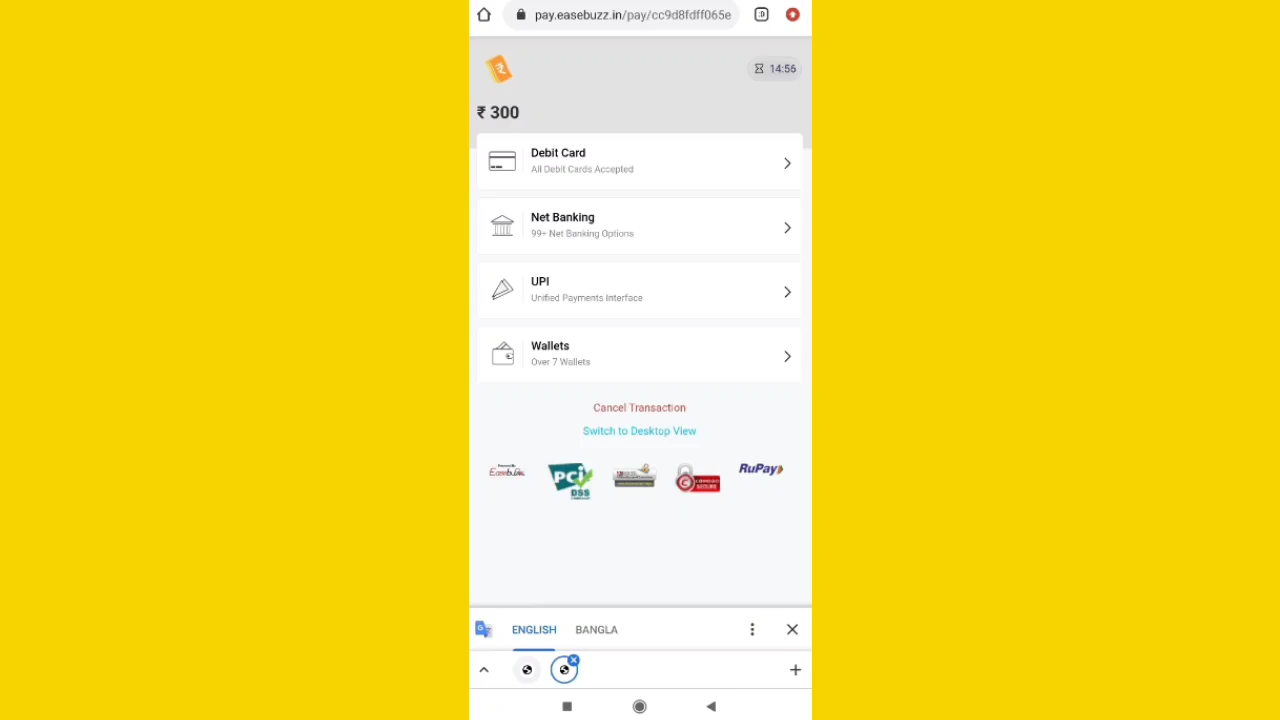 pay.easebuzz.in/pay/cc9d8fdff065e
:D
14:56
₹ 300
Debit Card
All Debit Cards Accepted
Net Banking
99+ Net Banking Options
UPI
Unified Payments Interface
Wallets
Over 7 Wallets
Cancel Transaction
Switch to Desktop View
PCI
DSS
SECURE
RuPay
ENGLISH
BANGLA